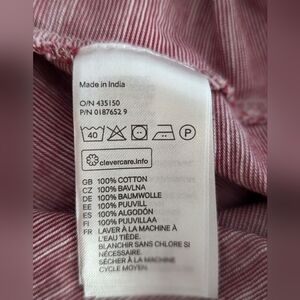 Made in India
O/N 435150
P/N 0187652 9
40
P
clevercare.info
GB 100% COTTON
CZ 100% BAVLNA
DE 100% BAUMWOLLE
EE 100% PUUVILL
ES 100% ALGODÓN
FI 100% PUUVILLAA
FR LAVER À LA MACHINE À
L'EAU TIÈDE.
BLANCHIR SANS CHLORE SI
NÉCESSAIRE.
SÉCHER À LA MACHINE
CYCLE MOYEN.